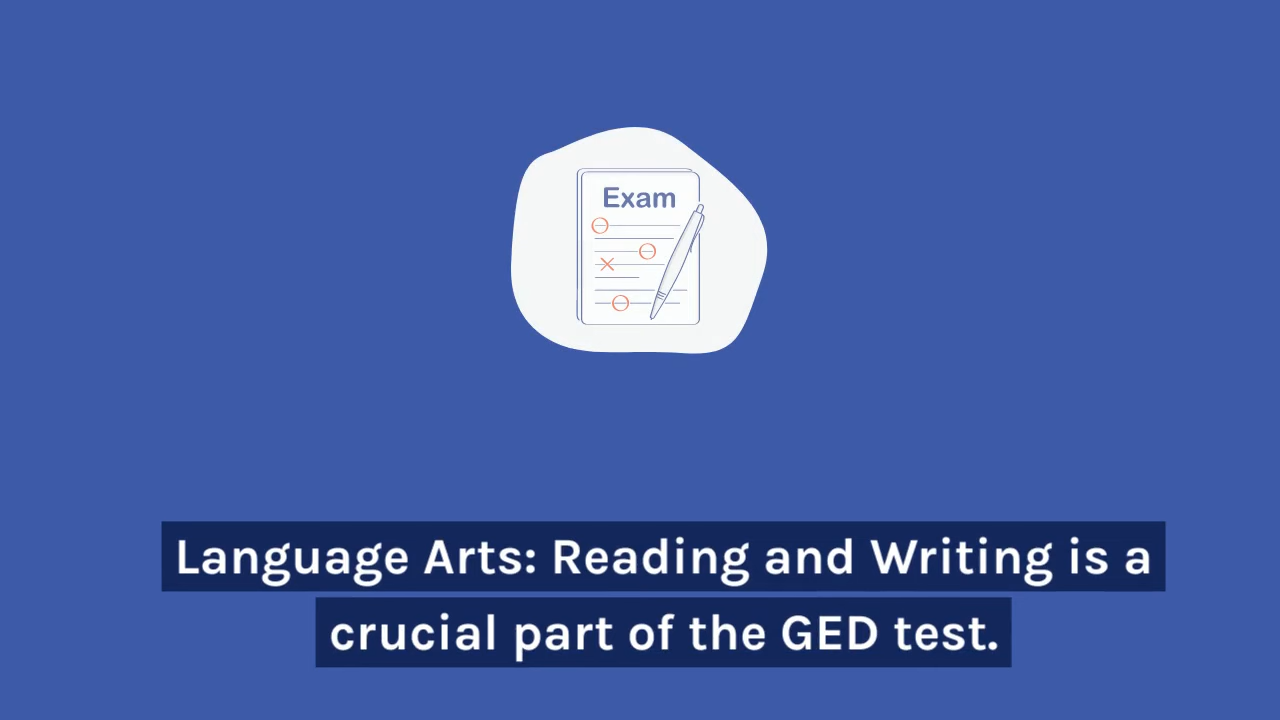 Exam
Language Arts: Reading and Writing is a
crucial part of the GED test.